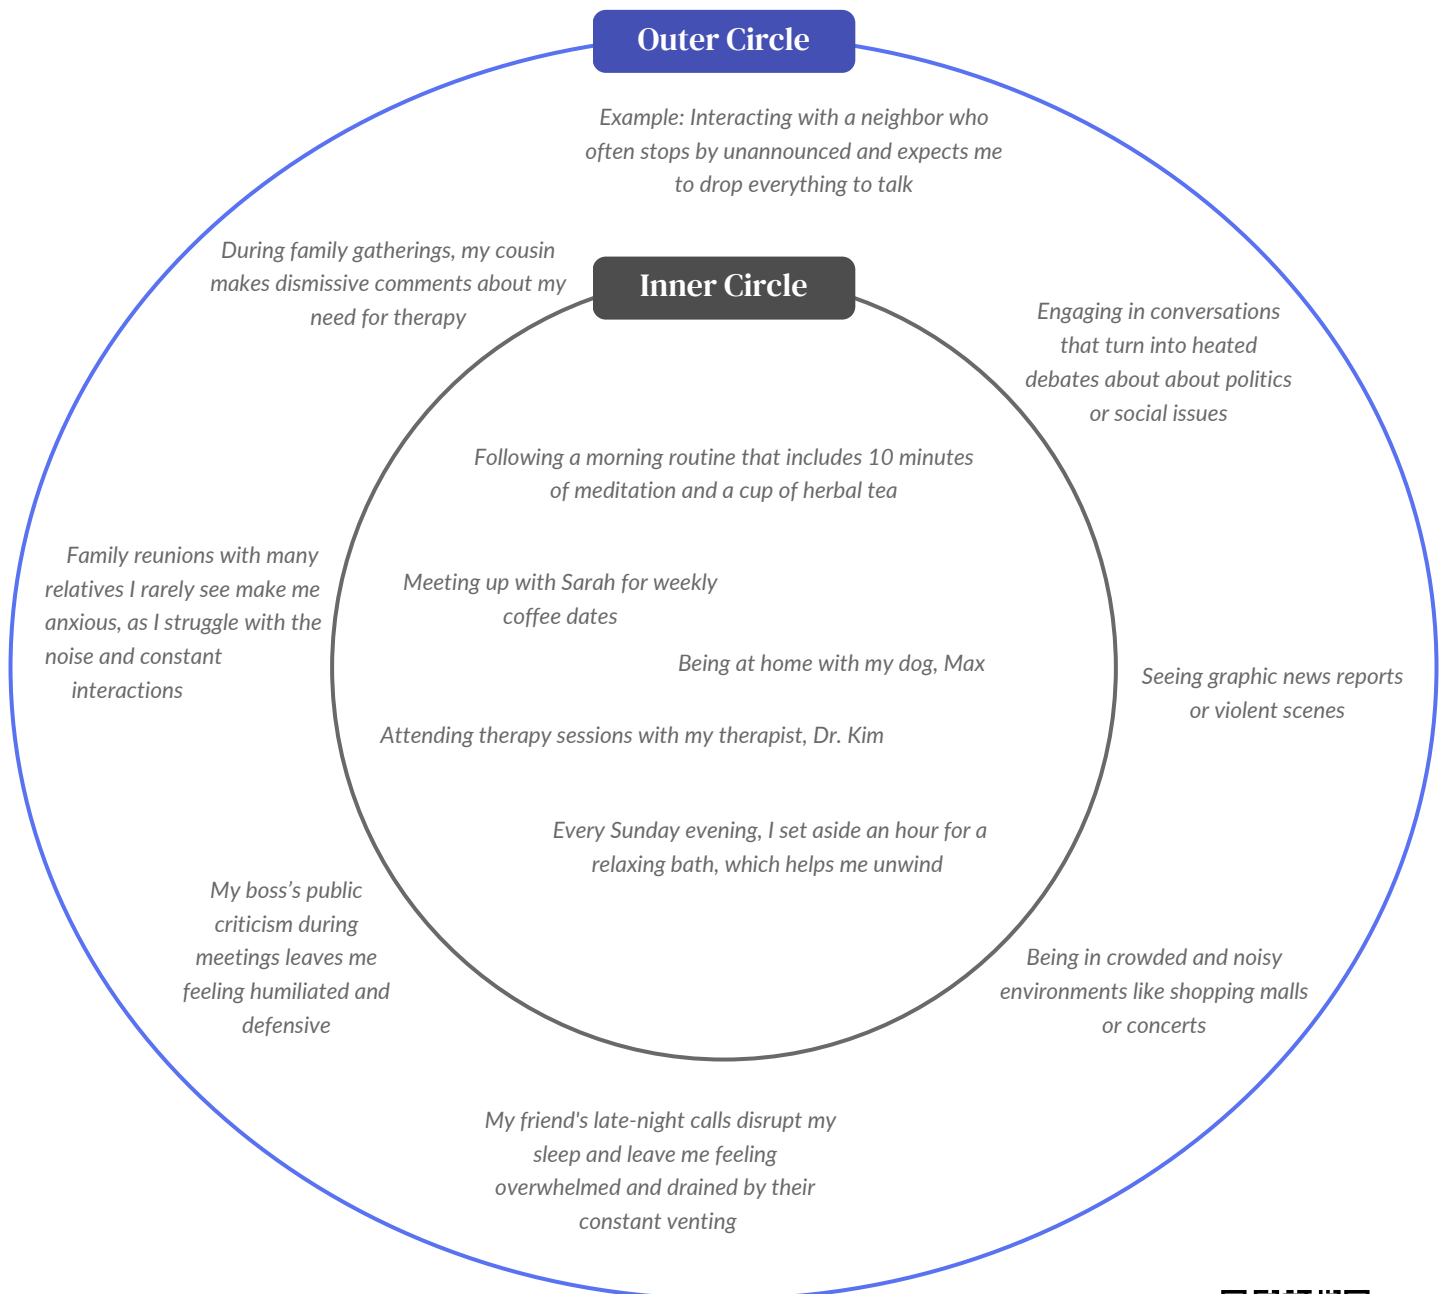 Outer Circle
Example: Interacting with a neighbor who
often stops by unannounced and expects me
to drop everything to talk
During family gatherings, my cousin
makes dismissive comments about my
need for therapy
Inner Circle
Engaging in conversations
that turn into heated
debates about about politics
or social issues
Following a morning routine that includes 10 minutes
of meditation and a cup of herbal tea
Family reunions with many
relatives I rarely see make me
anxious, as I struggle with the
noise and constant
interactions
Meeting up with Sarah for weekly
coffee dates
Being at home with my dog, Max
Seeing graphic news reports
or violent scenes
Attending therapy sessions with my therapist, Dr. Kim
Every Sunday evening, I set aside an hour for a
relaxing bath, which helps me unwind
My boss’s public
criticism during
meetings leaves me
feeling humiliated and
defensive
Being in crowded and noisy
environments like shopping malls
or concerts
My friend's late-night calls disrupt my
sleep and leave me feeling
overwhelmed and drained by their
constant venting